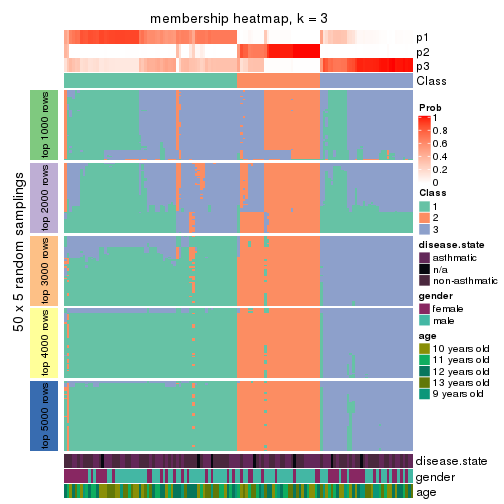 membership heatmap, k = 3
p1
p2
p3
Class
50 x 5 random samplings
top 1000 rows
top 2000 rows
top 3000 rows
top 4000 rows
top 5000 rows
disease.state
gender
age
Prob
1
0.8
0.6
0.4
0.2
0
Class
1
2
3
disease.state
asthmatic
n/a
non-asthmatic
gender
female
male
age
10 years old
11 years old
12 years old
13 years old
9 years old